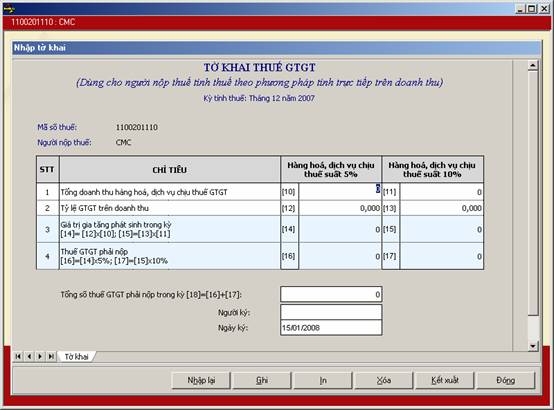 1100201110 : CMC
Nhập tờ khai
TỜ KHAI THUẾ GTGT
(Dùng cho người nộp thuế tính thuế theo phương pháp tính trực tiếp trên doanh thu)
Kỳ tính thuế: Tháng 12 năm 2007
Mã số thuế: 1100201110
Người nộp thuế: CMC
STT CHỈ TIÊU Hàng hoá, dịch vụ chịu thuế suất 5% Hàng hoá, dịch vụ chịu thuế suất 10%
1 Tổng doanh thu hàng hoá, dịch vụ chịu thuế GTGT [10] 0 [11] 0
2 Tỷ lệ GTGT trên doanh thu [12] 0,000 [13] 0,000
3 Giá trị gia tăng phát sinh trong kỳ [14] 0 [15] 0
[14]= [12]x[10]; [15]=[13]x[11]
4 Thuế GTGT phải nộp [16] 0 [17] 0
[16]=[14]x5%; [17]=[15]x10%
Tổng số thuế GTGT phải nộp trong kỳ [18]=[16]+[17]: 0
Người ký:
Ngày ký: 15/01/2008
Tờ khai
Nhập lại Ghi In Xóa Kết xuất Đóng